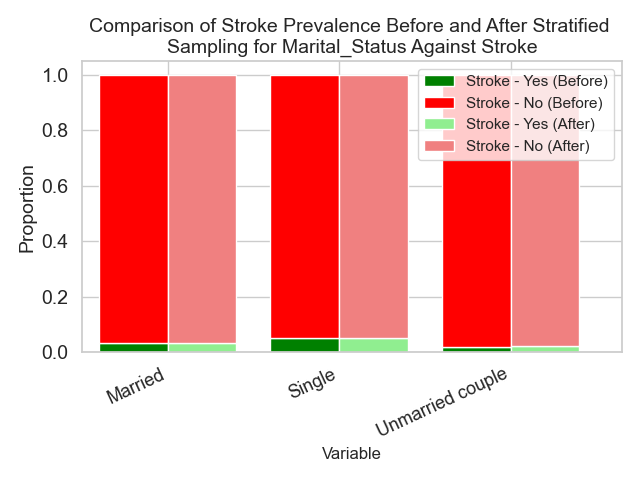 Comparison of Stroke Prevalence Before and After Stratified
Sampling for Marital_Status Against Stroke
Stroke - Yes (Before)
Stroke - No (Before)
Stroke - Yes (After)
Stroke - No (After)
Proportion
1.0
0.8
0.6
0.4
0.2
0.0
Married
Single
Unmarried couple
Variable